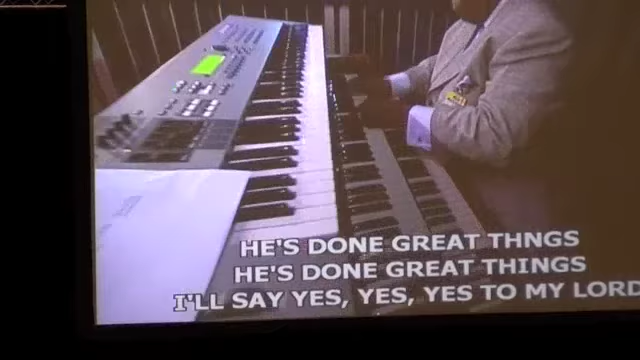 HE'S DONE GREAT THNGS
HE'S DONE GREAT THINGS
I'LL SAY YES, YES, YES TO MY LORD